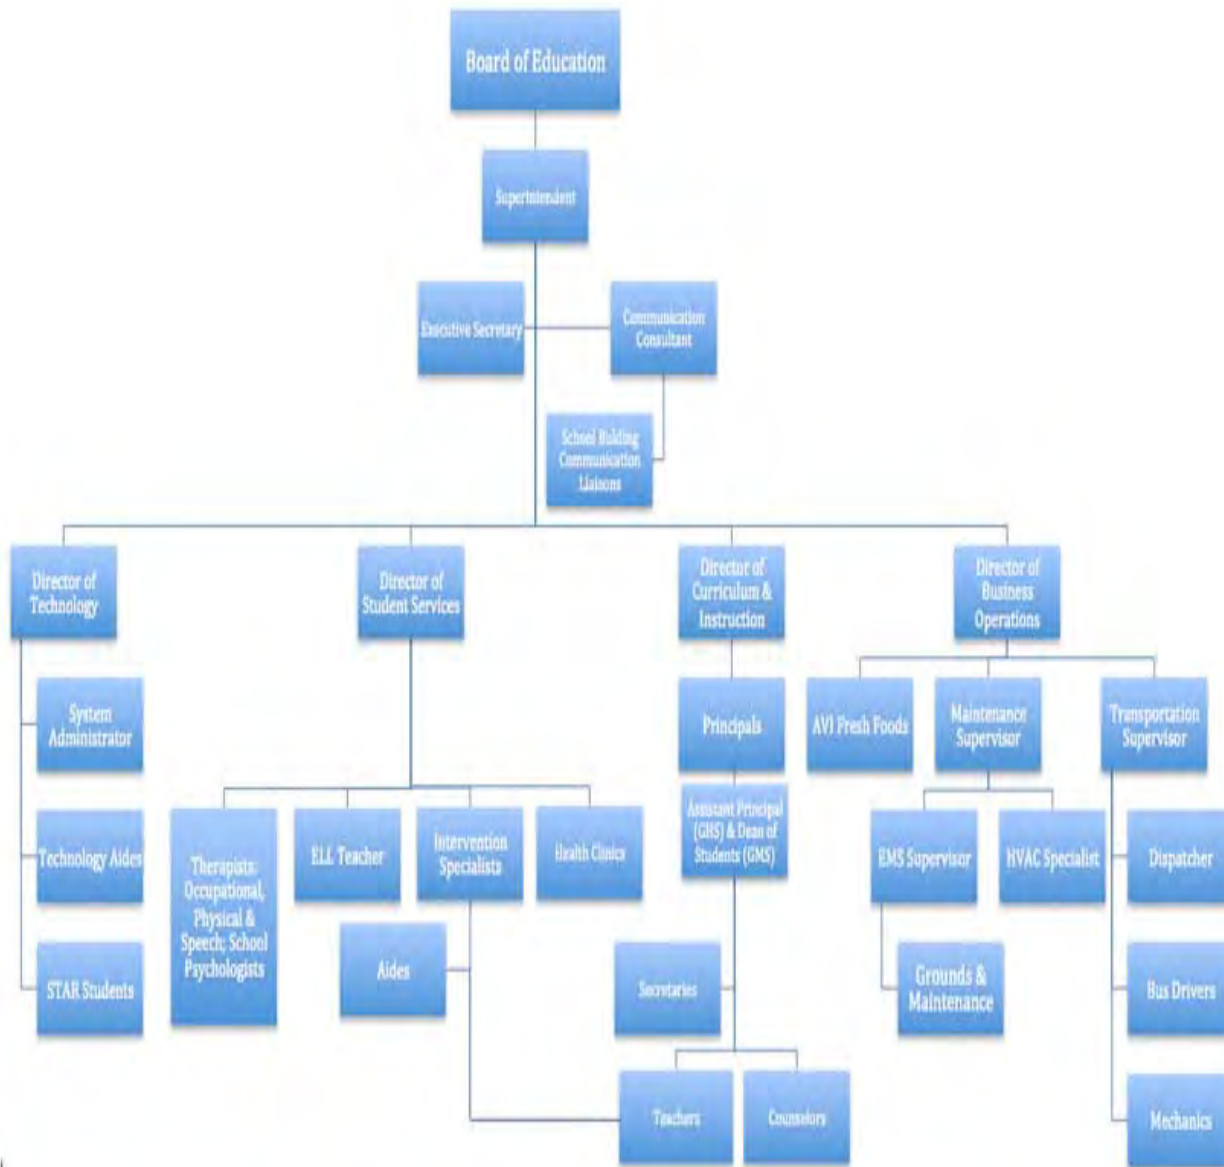 Board of Education
Superintendent
Executive Secretary
Communication
Consultant
School Building
Communication
Liaisons
Director of
Technology
Director of
Student Services
Director of
Curriculum &
Instruction
Director of
Business
Operations
System
Administrator
Technology Aides
STAR Students
Therapists:
Occupational,
Physical &
Speech; School
Psychologists
ELL Teacher
Intervention
Specialists
Health Clinics
Aides
Principals
Assistant Principal
(GHS) & Dean of
Students (GMS)
Secretaries
Teachers
Counselors
AVI Fresh Foods
Maintenance
Supervisor
Transportation
Supervisor
EMS Supervisor
HVAC Specialist
Grounds &
Maintenance
Dispatcher
Bus Drivers
Mechanics